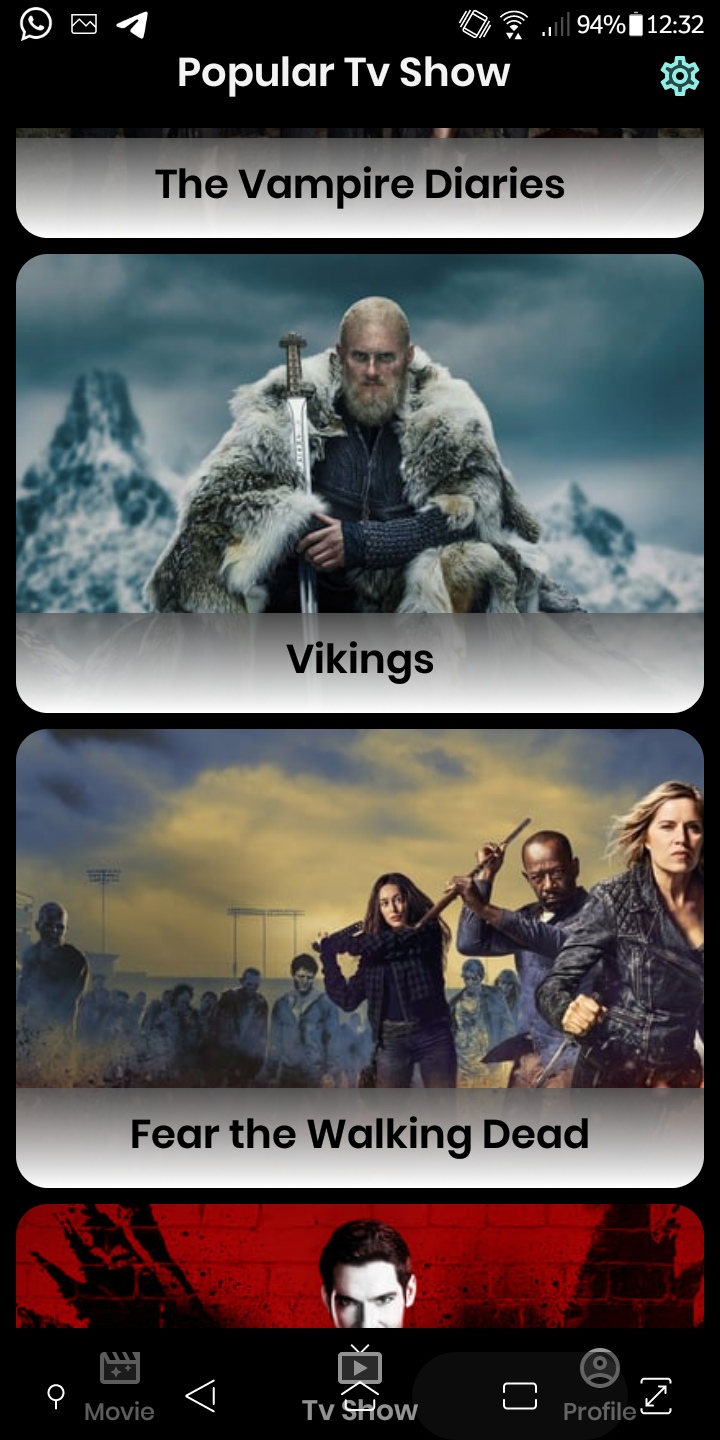 94% 12:32
Popular Tv Show
The Vampire Diaries
Vikings
Fear the Walking Dead
Movie Tv Show Profile